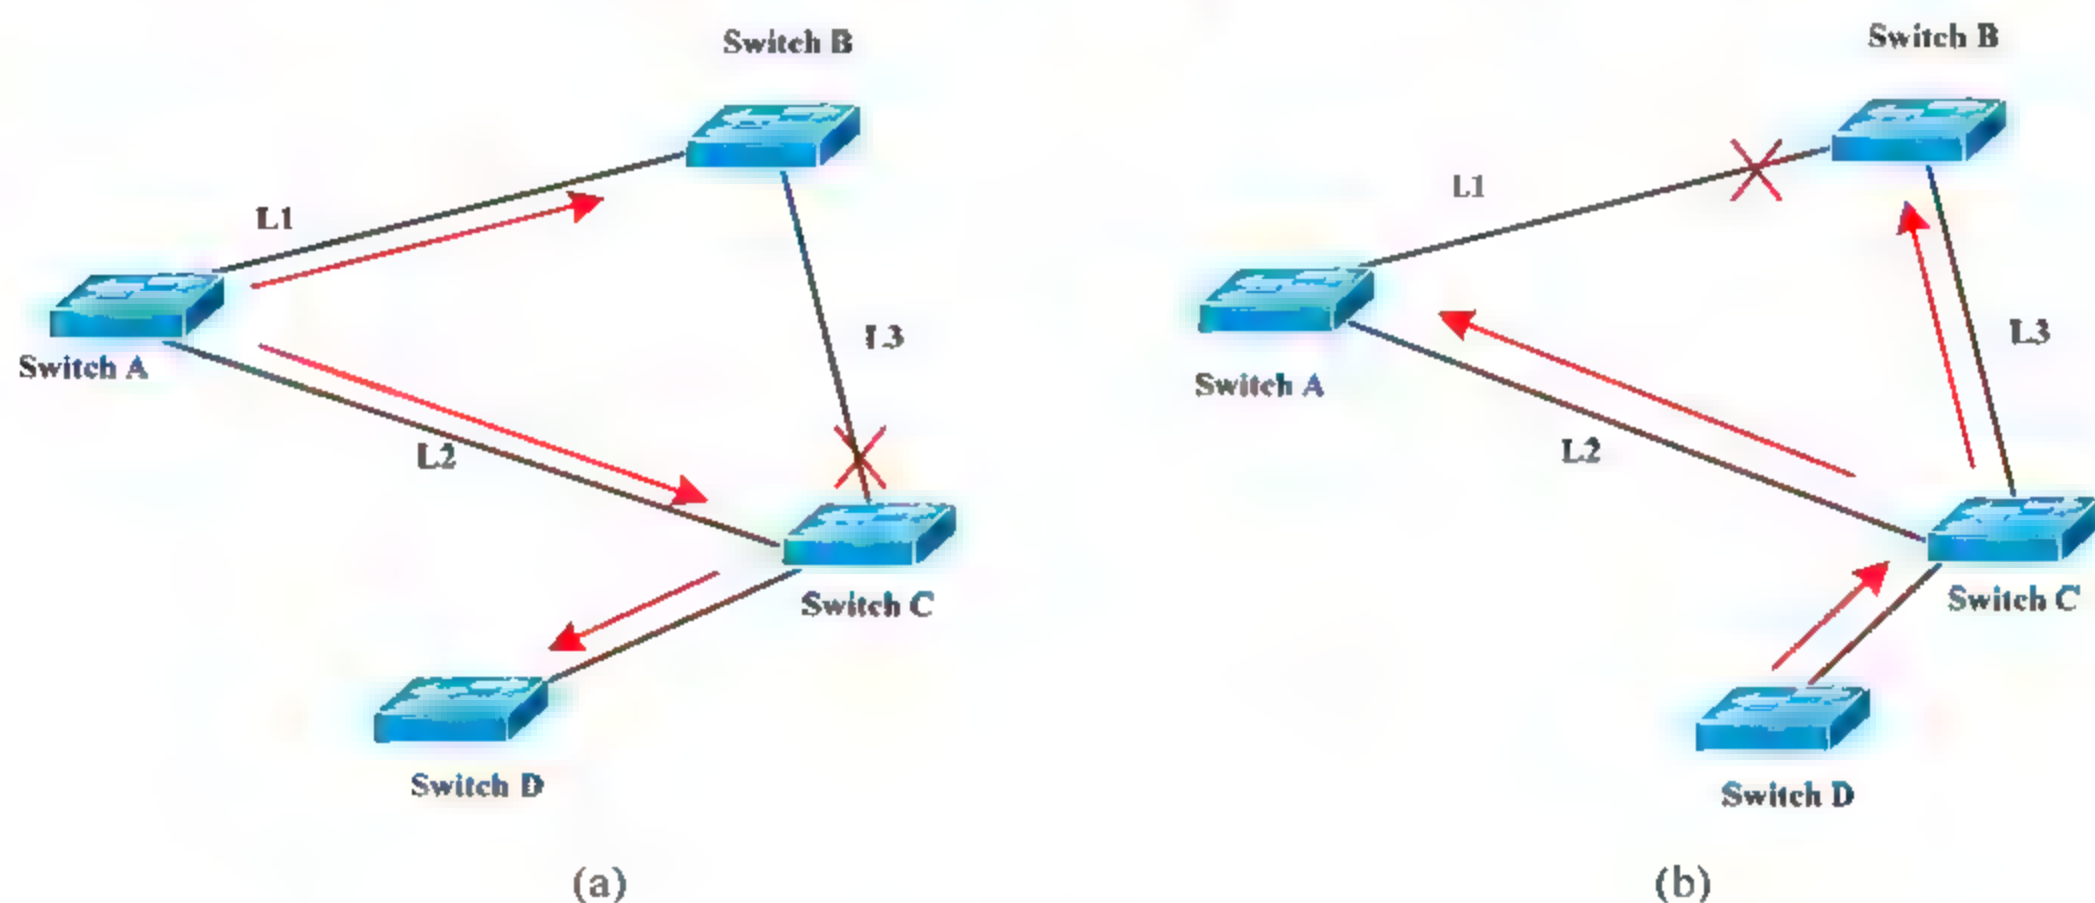 Switch B
L1
Switch A
L3
L2
Switch C
Switch D
(a)
Switch B
L1
Switch A
L3
L2
Switch C
Switch D
(b)